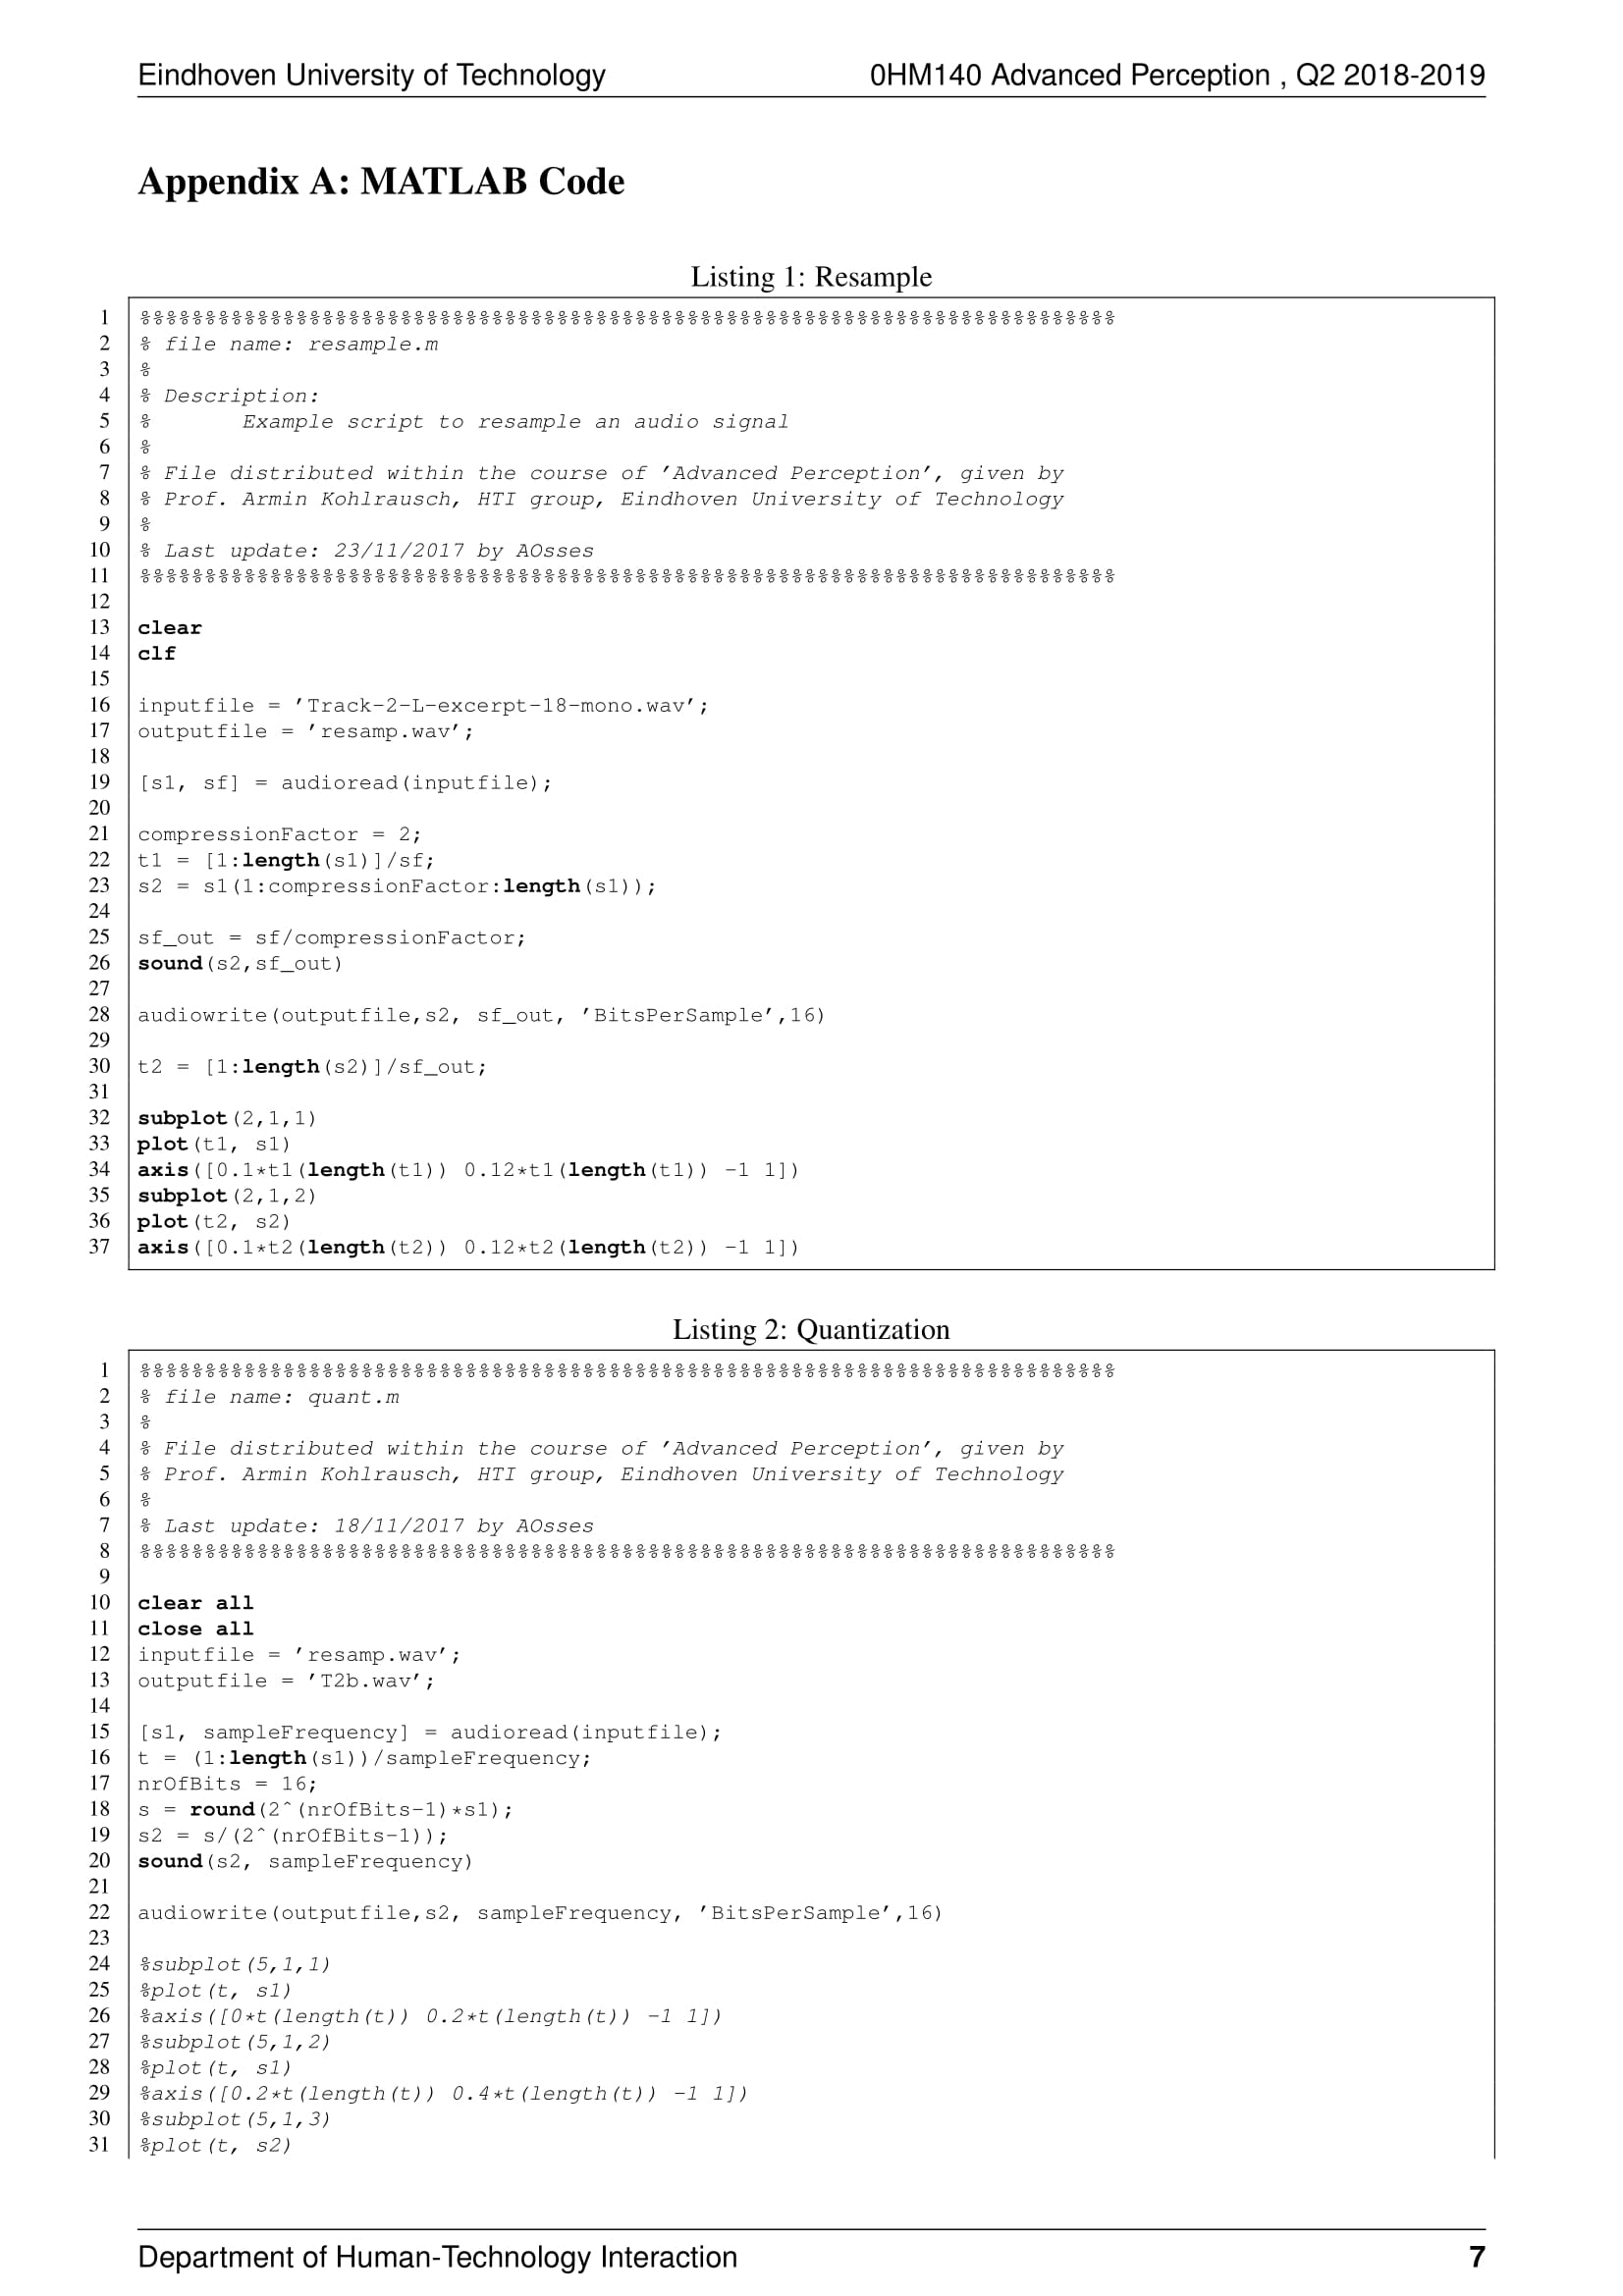 Eindhoven University of Technology 0HM140 Advanced Perception , Q2 2018-2019
Appendix A: MATLAB Code
Listing 1: Resample
1 %%%%%%%%%%%%%%%%%%%%%%%%%%%%%%%%%%%%%%%%%%%%%%%%%%%%%%%%%%%%%%%%%%%%%%%%%%%
2 % file name: resample.m
3 %
4 % Description:
5 %       Example script to resample an audio signal
6 %
7 % File distributed within the course of 'Advanced Perception', given by
8 % Prof. Armin Kohlrausch, HTI group, Eindhoven University of Technology
9 %
10 % Last update: 23/11/2017 by AOsses
11 %%%%%%%%%%%%%%%%%%%%%%%%%%%%%%%%%%%%%%%%%%%%%%%%%%%%%%%%%%%%%%%%%%%%%%%%%%%
12
13 clear
14 clf
15
16 inputfile = 'Track-2-L-excerpt-18-mono.wav';
17 outputfile = 'resamp.wav';
18
19 [s1, sf] = audioread(inputfile);
20
21 compressionFactor = 2;
22 t1 = [1:length(s1)]/sf;
23 s2 = s1(1:compressionFactor:length(s1));
24
25 sf_out = sf/compressionFactor;
26 sound(s2,sf_out)
27
28 audiowrite(outputfile,s2, sf_out, 'BitsPerSample',16)
29
30 t2 = [1:length(s2)]/sf_out;
31
32 subplot(2,1,1)
33 plot(t1, s1)
34 axis([0.1*t1(length(t1)) 0.12*t1(length(t1)) -1 1])
35 subplot(2,1,2)
36 plot(t2, s2)
37 axis([0.1*t2(length(t2)) 0.12*t2(length(t2)) -1 1])
Listing 2: Quantization
1 %%%%%%%%%%%%%%%%%%%%%%%%%%%%%%%%%%%%%%%%%%%%%%%%%%%%%%%%%%%%%%%%%%%%%%%%%%%
2 % file name: quant.m
3 %
4 % File distributed within the course of 'Advanced Perception', given by
5 % Prof. Armin Kohlrausch, HTI group, Eindhoven University of Technology
6 %
7 % Last update: 18/11/2017 by AOsses
8 %%%%%%%%%%%%%%%%%%%%%%%%%%%%%%%%%%%%%%%%%%%%%%%%%%%%%%%%%%%%%%%%%%%%%%%%%%%
9
10 clear all
11 close all
12 inputfile = 'resamp.wav';
13 outputfile = 'T2b.wav';
14
15 [s1, sampleFrequency] = audioread(inputfile);
16 t = (1:length(s1))/sampleFrequency;
17 nrOfBits = 16;
18 s = round(2^(nrOfBits-1)*s1);
19 s2 = s/(2^(nrOfBits-1));
20 sound(s2, sampleFrequency)
21
22 audiowrite(outputfile,s2, sampleFrequency, 'BitsPerSample',16)
23
24 %subplot(5,1,1)
25 %plot(t, s1)
26 %axis([0*t(length(t)) 0.2*t(length(t)) -1 1])
27 %subplot(5,1,2)
28 %plot(t, s1)
29 %axis([0.2*t(length(t)) 0.4*t(length(t)) -1 1])
30 %subplot(5,1,3)
31 %plot(t, s2)
Department of Human-Technology Interaction 7